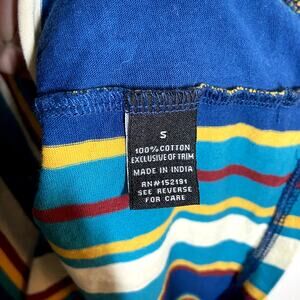 S
100% COTTON
EXCLUSIVE OF TRIM
MADE IN INDIA
RN#152191
SEE REVERSE
FOR CARE